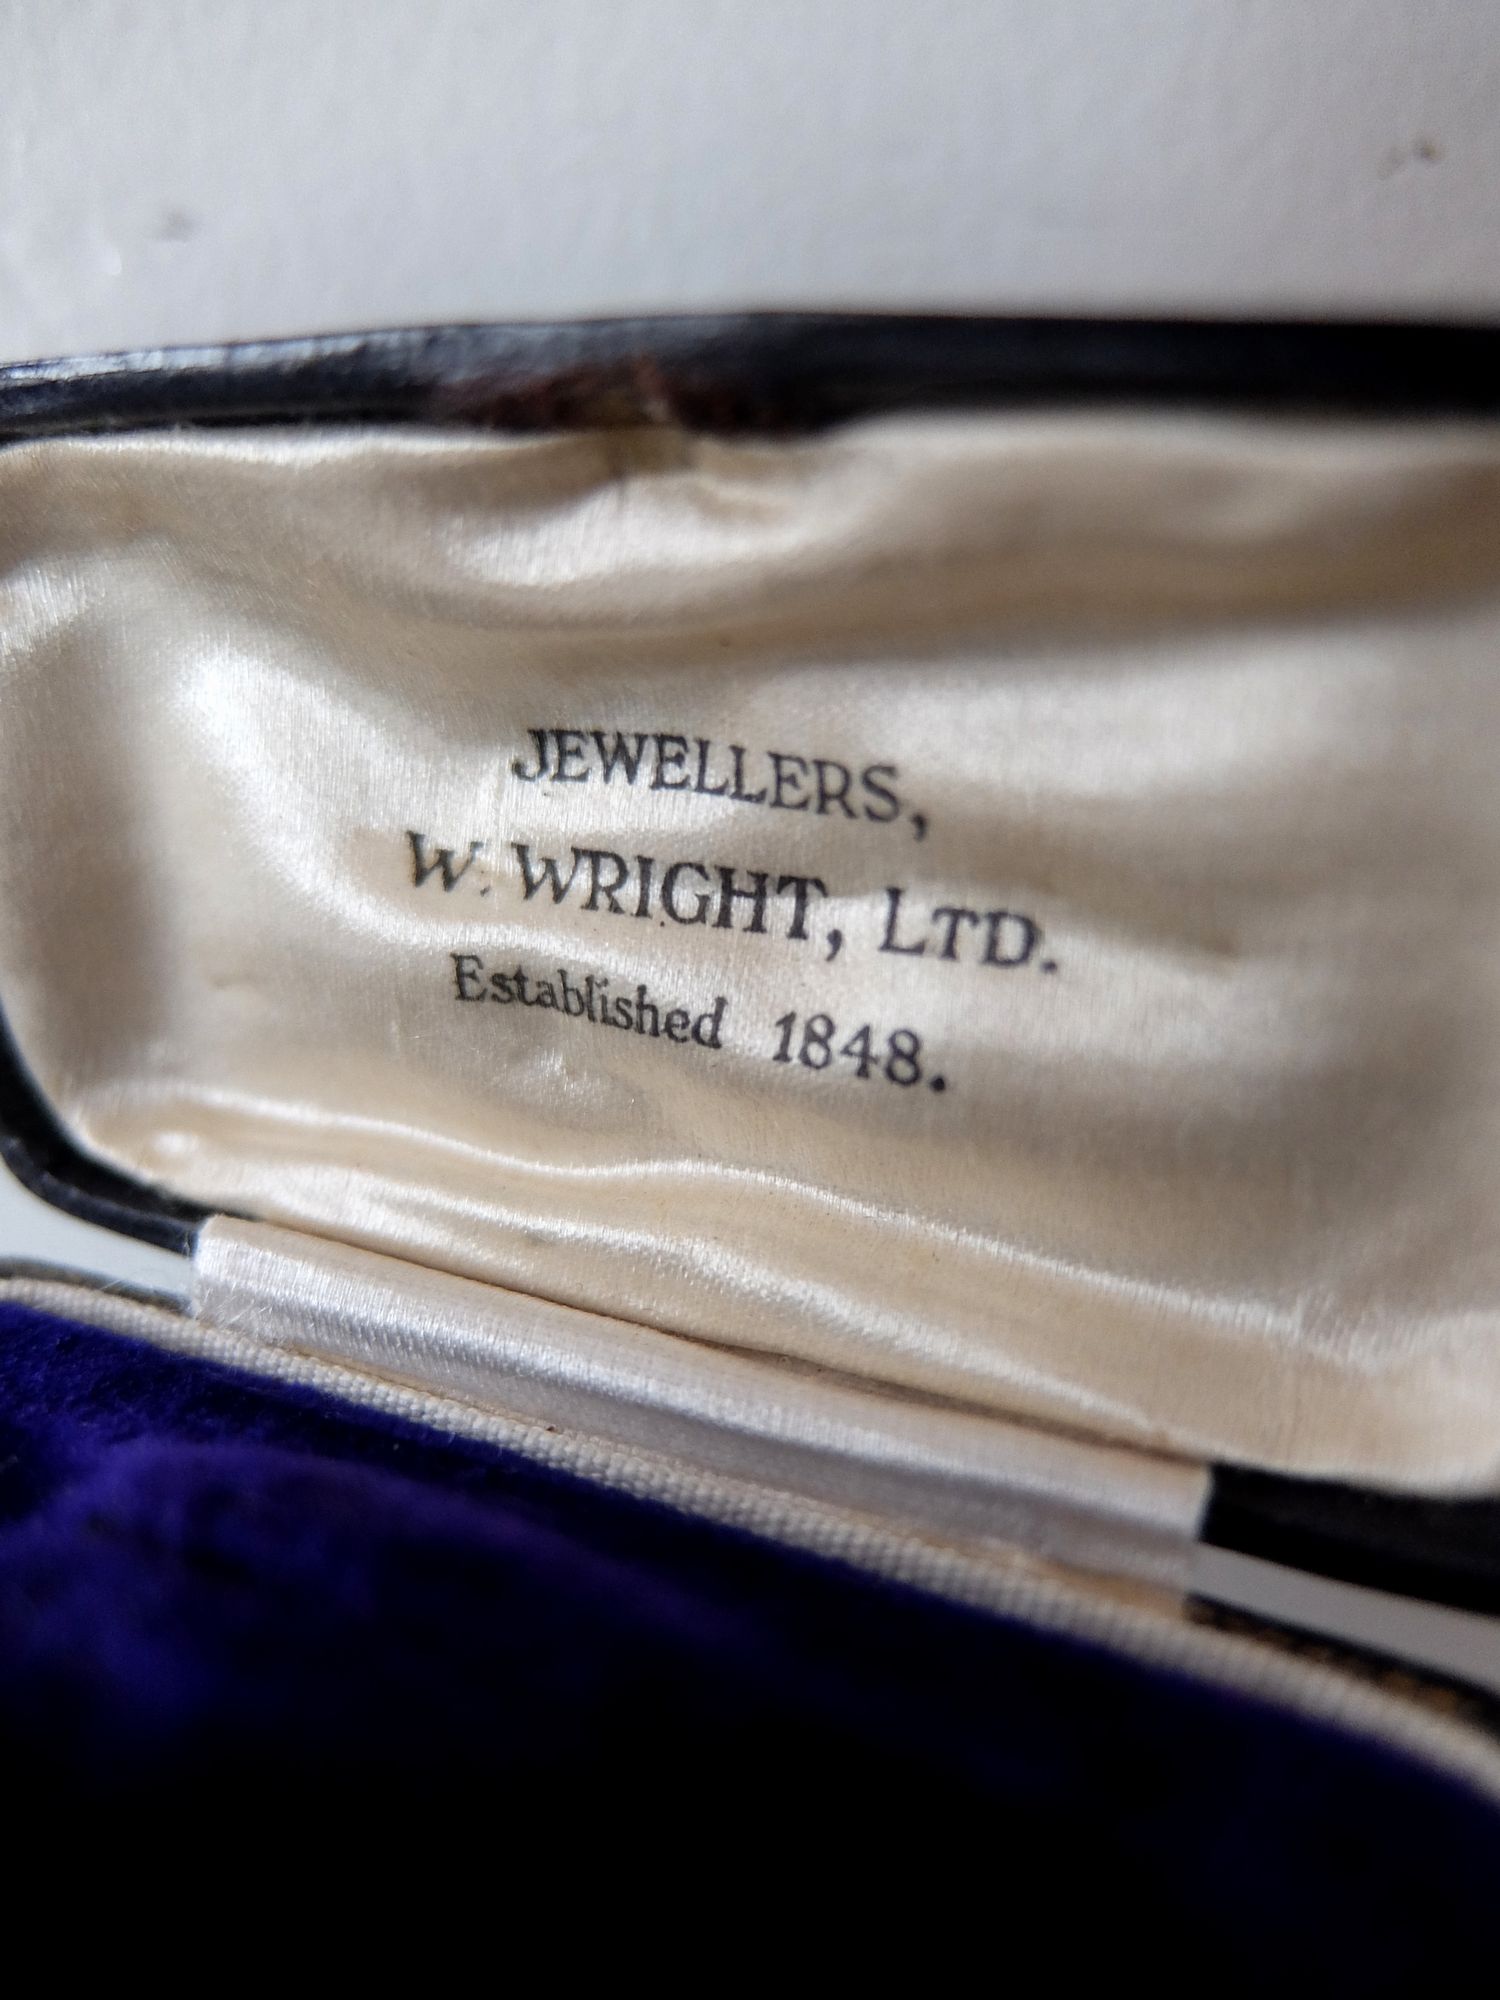 JEWELLERS,
W. WRIGHT, LTD.
Established 1848.